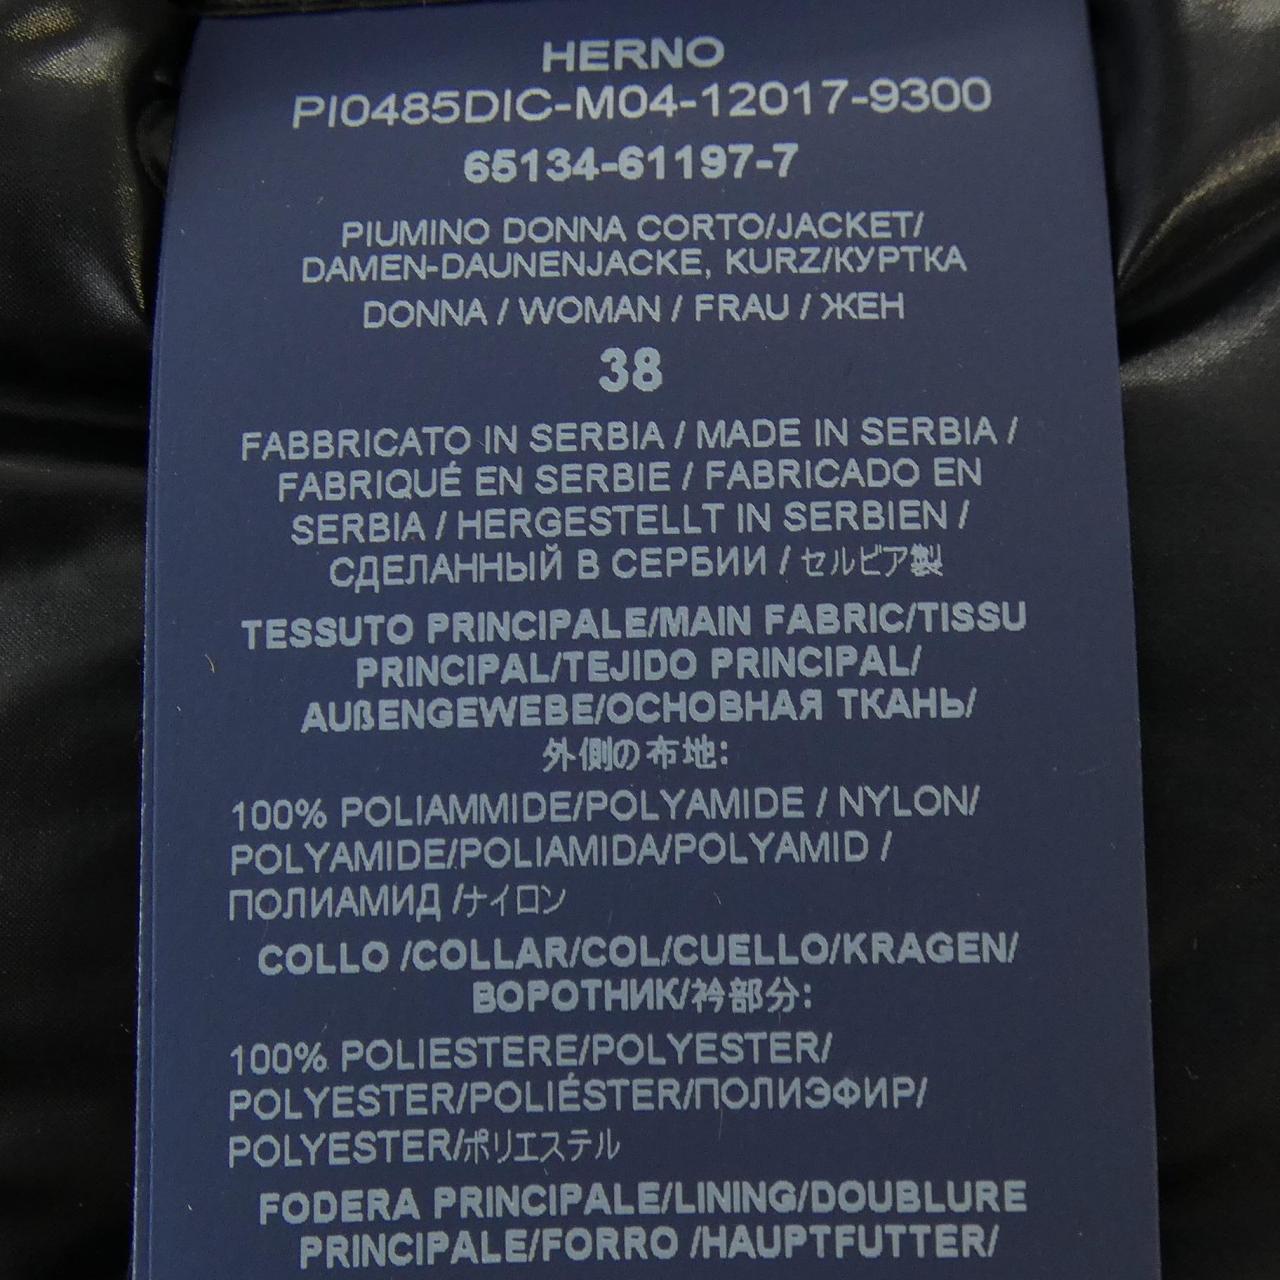 HERNO
PI0485DIC-M04-12017-9300
65134-61197-7
PIUMINO DONNA CORTO/JACKET/
DAMEN-DAUNENJACKE, KURZ/КУРТКА
DONNA / WOMAN / FRAU / ЖЕН
38
FABBRICATO IN SERBIA / MADE IN SERBIA /
FABRIQUÉ EN SERBIE / FABRICADO EN
SERBIA / HERGESTELLT IN SERBIEN /
СДЕЛАННЫЙ В СЕРБИИ / セルビア製
TESSUTO PRINCIPALE/MAIN FABRIC/TISSU
PRINCIPAL/TEJIDO PRINCIPAL/
AUßENGEWEBE/ОСНОВНАЯ ТКАНЬ/
外側の布地:
100% POLIAMMIDE/POLYAMIDE / NYLON/
POLYAMIDE/POLIAMIDA/POLYAMID /
ПОЛИАМИД /ナイロン
COLLO /COLLAR/COL/CUELLO/KRAGEN/
ВОРОТНИК/衿部分:
100% POLIESTERE/POLYESTER/
POLYESTER/POLIÉSTER/ПОЛИЭФИР/
POLYESTER/ポリエステル
FODERA PRINCIPALE/LINING/DOUBLURE
PRINCIPALE/FORRO /HAUPTFUTTER/